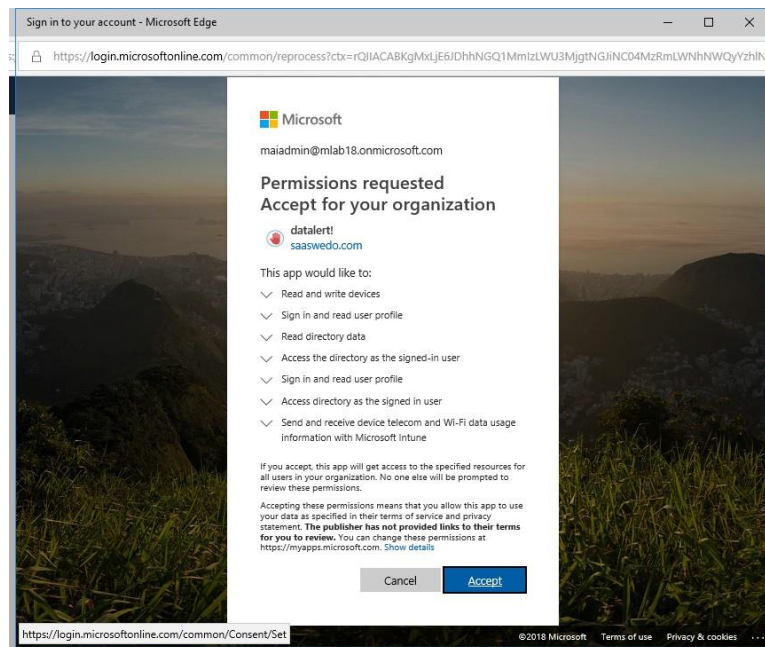 Sign in to your account - Microsoft Edge
https://login.microsoftonline.com/common/reprocess?ctx=
Microsoft
maiadmin@mlab18.onmicrosoft.com
Permissions requested
Accept for your organization
datalert!
saaswedo.com
This app would like to:
Read and write devices
Sign in and read user profile
Read directory data
Access the directory as the signed-in user
Sign in and read user profile
Access directory as the signed in user
Send and receive device telecom and Wi-Fi data usage
information with Microsoft Intune
If you accept, this app will get access to the specified resources for
all users in your organization. No one else will be prompted to
review these permissions.
Accepting these permissions means that you allow this app to use
your data as specified in their terms of service and privacy
statement. The publisher has not provided links to their terms
for you to review. You can change these permissions at
https://myapps.microsoft.com. Show details
Cancel Accept
https://login.microsoftonline.com/common/Consent/Set
©2018 Microsoft Terms of use Privacy & cookies ...